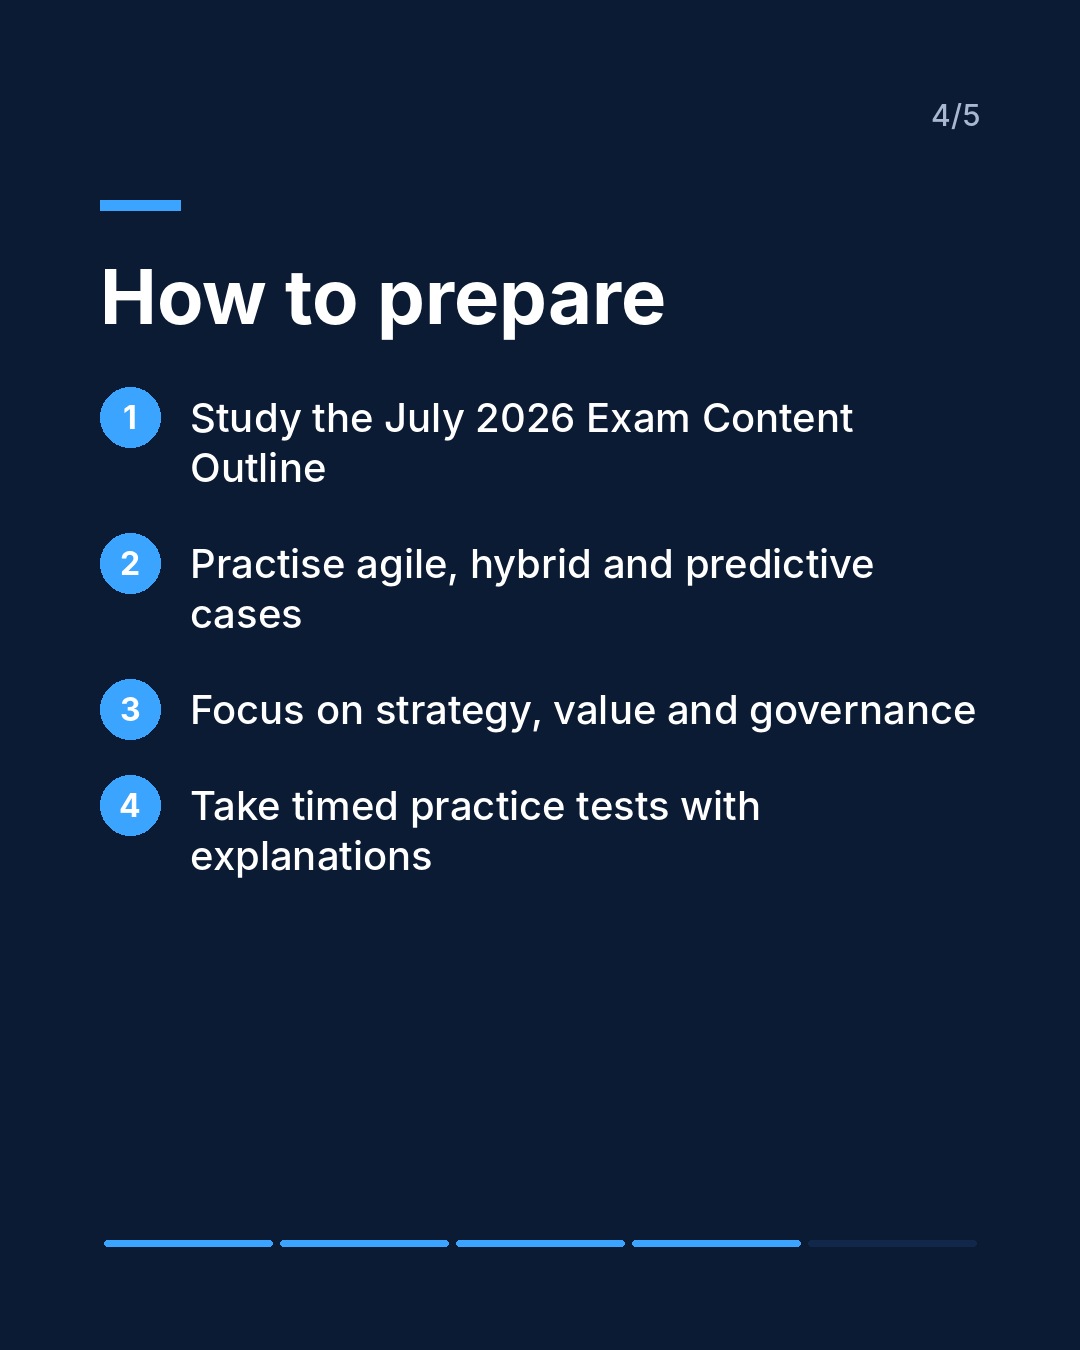 4/5
How to prepare
1 Study the July 2026 Exam Content
Outline
2 Practise agile, hybrid and predictive
cases
3 Focus on strategy, value and governance
4 Take timed practice tests with
explanations